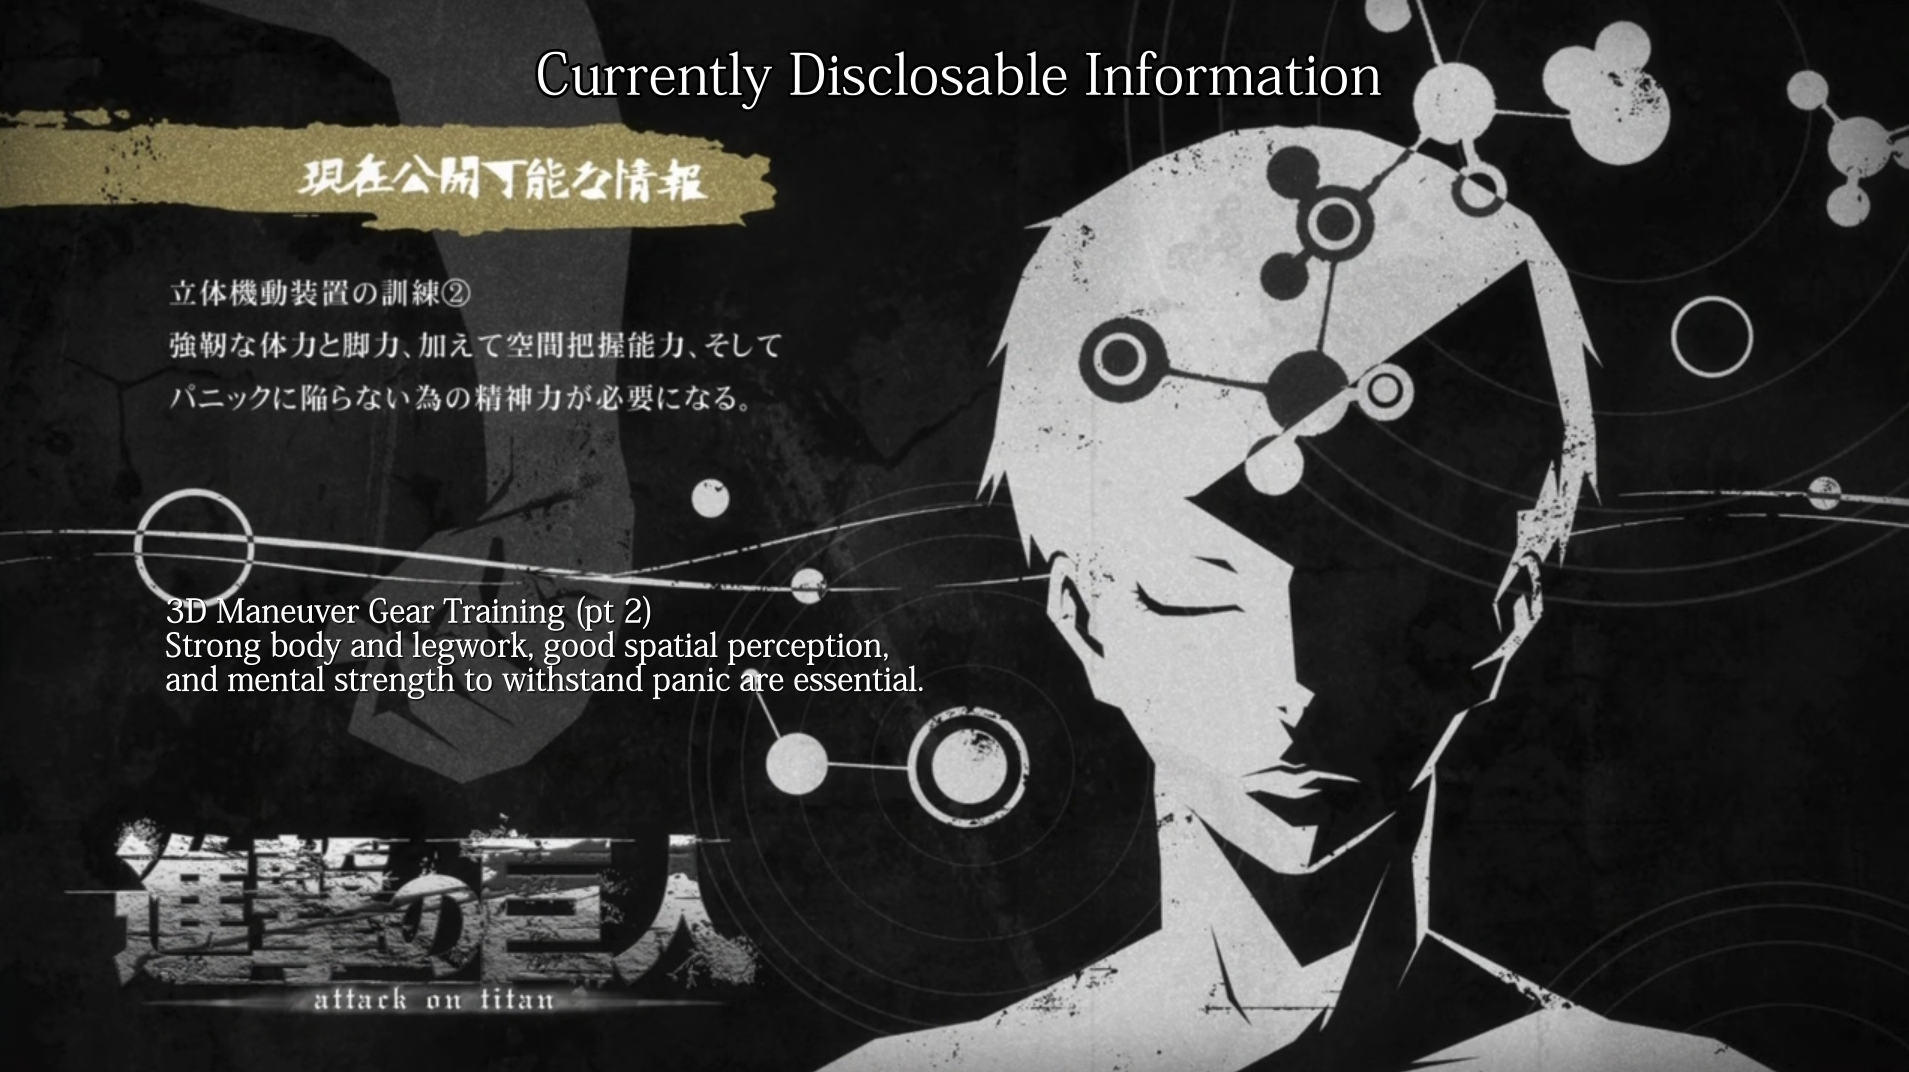 Currently Disclosable Information
現在公開可能な情報
立体機動装置の訓練②
強靭な体力と脚力、加えて空間把握能力、そして
パニックに陥らない為の精神力が必要になる。
3D Maneuver Gear Training (pt 2)
Strong body and legwork, good spatial perception,
and mental strength to withstand panic are essential.
進撃の巨人
attack on titan